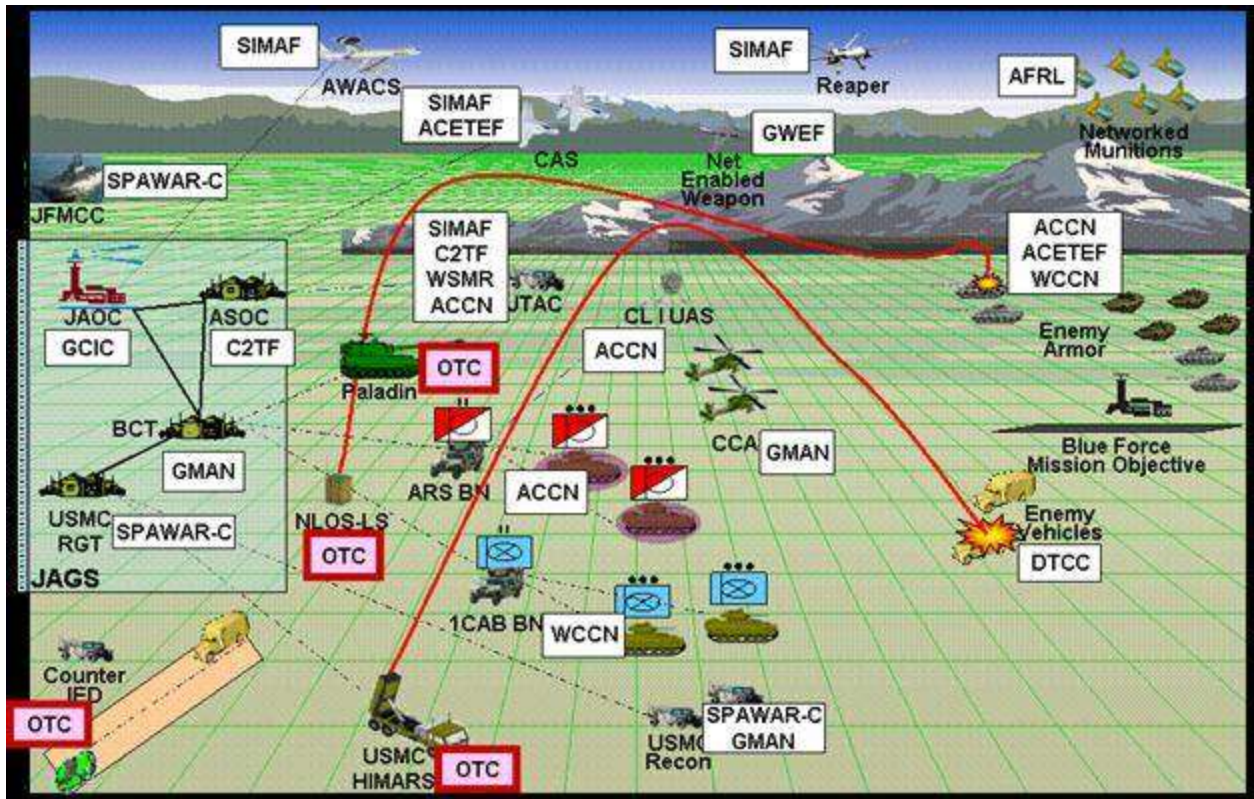 SIMAF
AWACS
SIMAF
Reaper
AFRL
Networked
Munitions
SIMAF
ACETEF
CAS
GWEF
Net
Enabled
Weapon
SPAWAR-C
JFMCC
SIMAF
C2TF
WSMR
ACCN
JTAC
CL I UAS
ACCN
ACETEF
WCCN
Enemy
Armor
JAOC
GCIC
ASOC
C2TF
Paladin
OTC
ACCN
CCA
GMAN
Blue Force
Mission Objective
BCT
GMAN
ARS BN
ACCN
USMC
RGT
SPAWAR-C
JAGS
NLOS-LS
OTC
Enemy
Vehicles
DTCC
1CAB BN
WCCN
Counter
IED
OTC
USMC
HIMARS
OTC
USMC
Recon
SPAWAR-C
GMAN